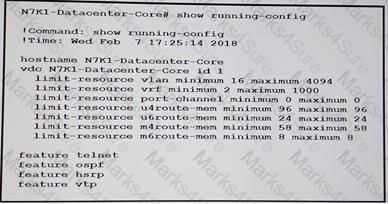 N7K1-Datacenter-Core# show running-config
!Command: show running-config
!Time: Wed Feb 7 17:25:14 2018
hostname N7K1-Datacenter-Core
vdc N7K1-Datacenter-Core id 1
limit-resource vlan minimum 16 maximum 4094
limit-resource vrf minimum 2 maximum 1000
limit-resource port-channel minimum 0 maximum 0
limit-resource u4route-mem minimum 96 maximum 96
limit-resource u6route-mem minimum 24 maximum 24
limit-resource m4route-mem minimum 58 maximum 58
limit-resource m6route-mem minimum 8 maximum 8
feature telnet
feature ospf
feature hsrp
feature vtp
Marks4Sure